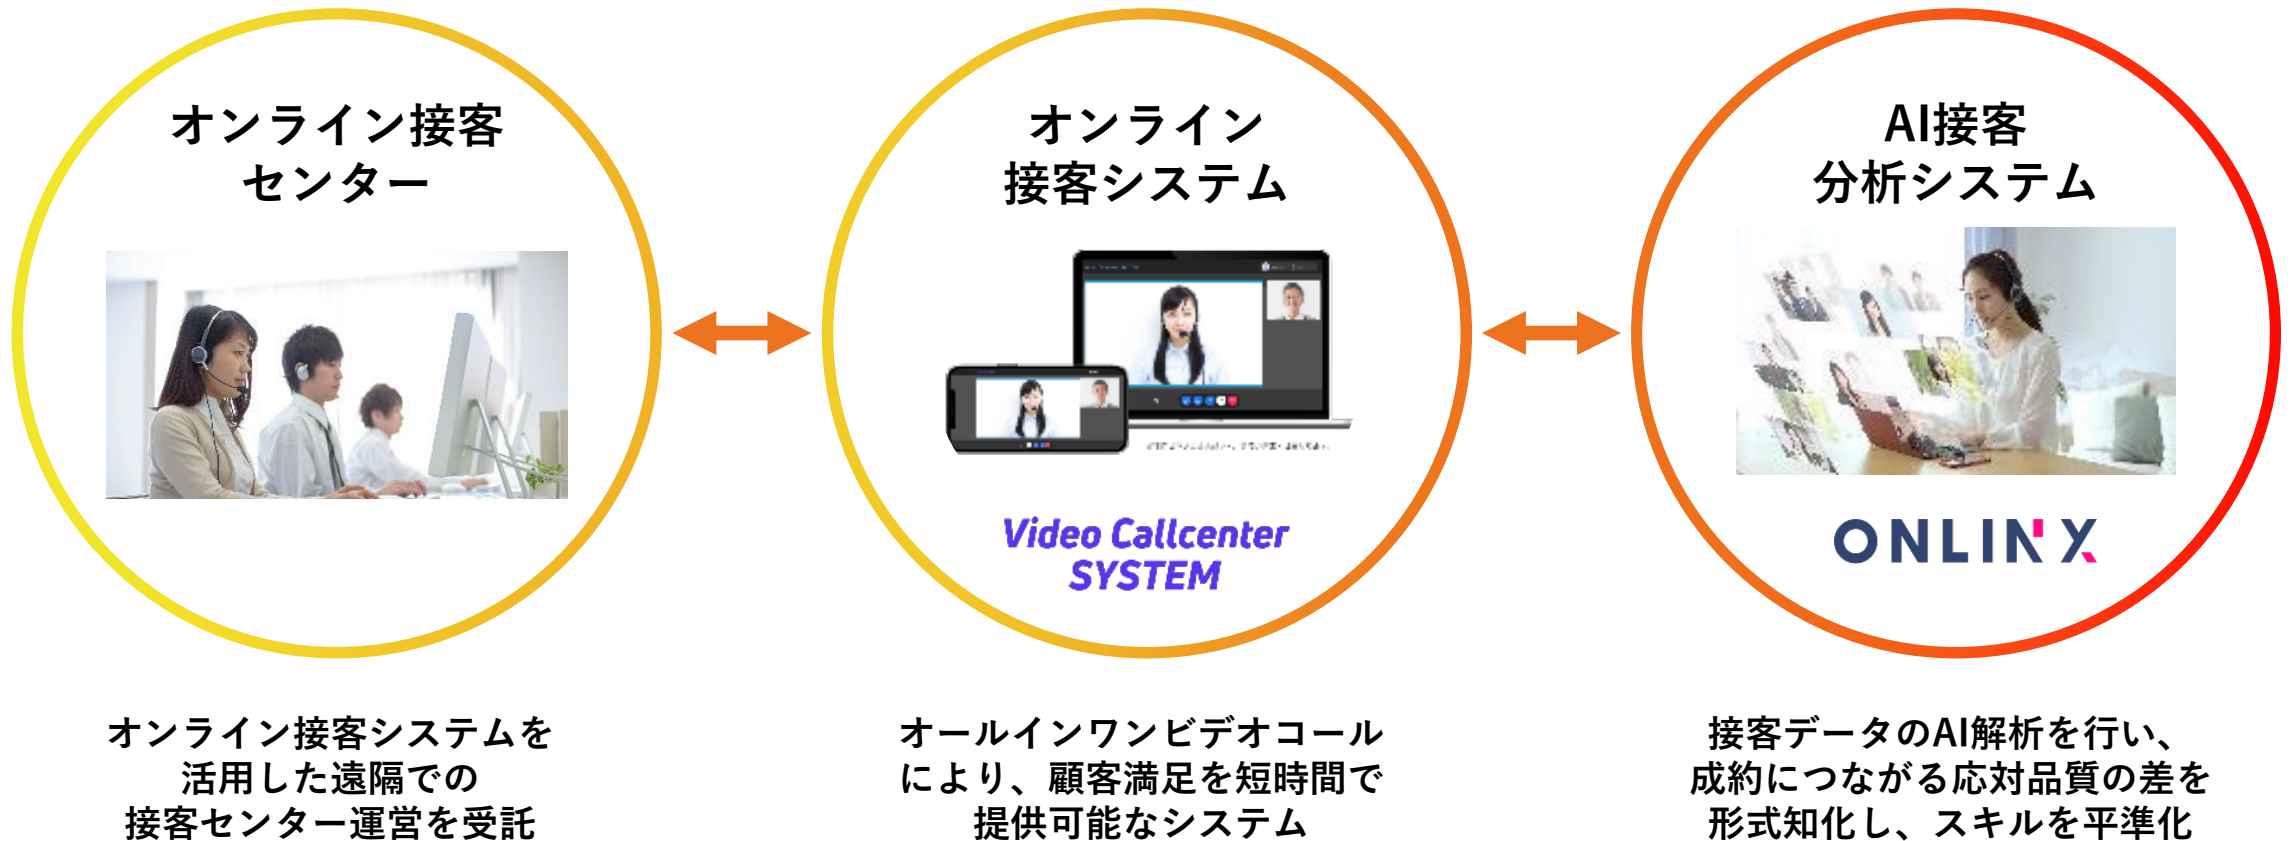 オンライン接客
センター
オンライン
接客システム
AI接客
分析システム
Video Callcenter
SYSTEM
ONLINX
オンライン接客システムを
活用した遠隔での
接客センター運営を受託
オールインワンビデオコール
により、顧客満足を短時間で
提供可能なシステム
接客データのAI解析を行い、
成約につながる応対品質の差を
形式知化し、スキルを平準化